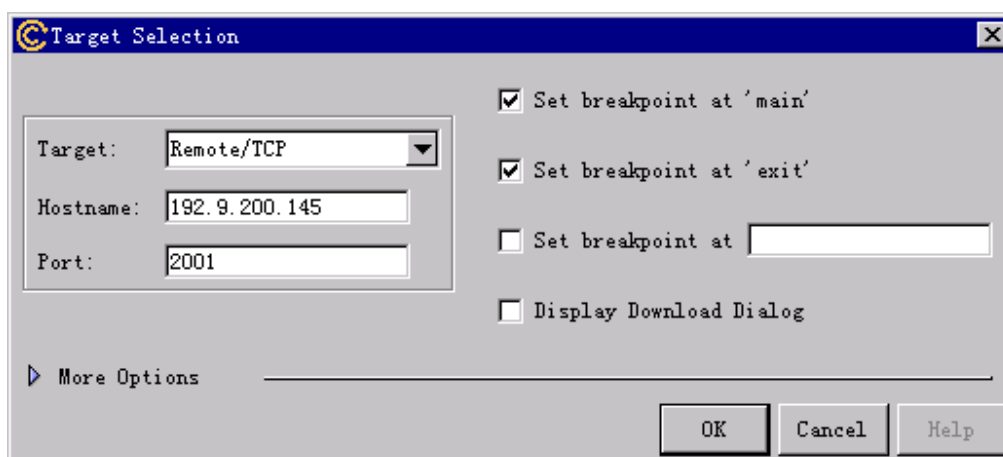 Target Selection
Target:
Remote/TCP
Hostname:
192.9.200.145
Port:
2001
Set breakpoint at 'main'
Set breakpoint at 'exit'
Set breakpoint at
Display Download Dialog
More Options
OK
Cancel
Help